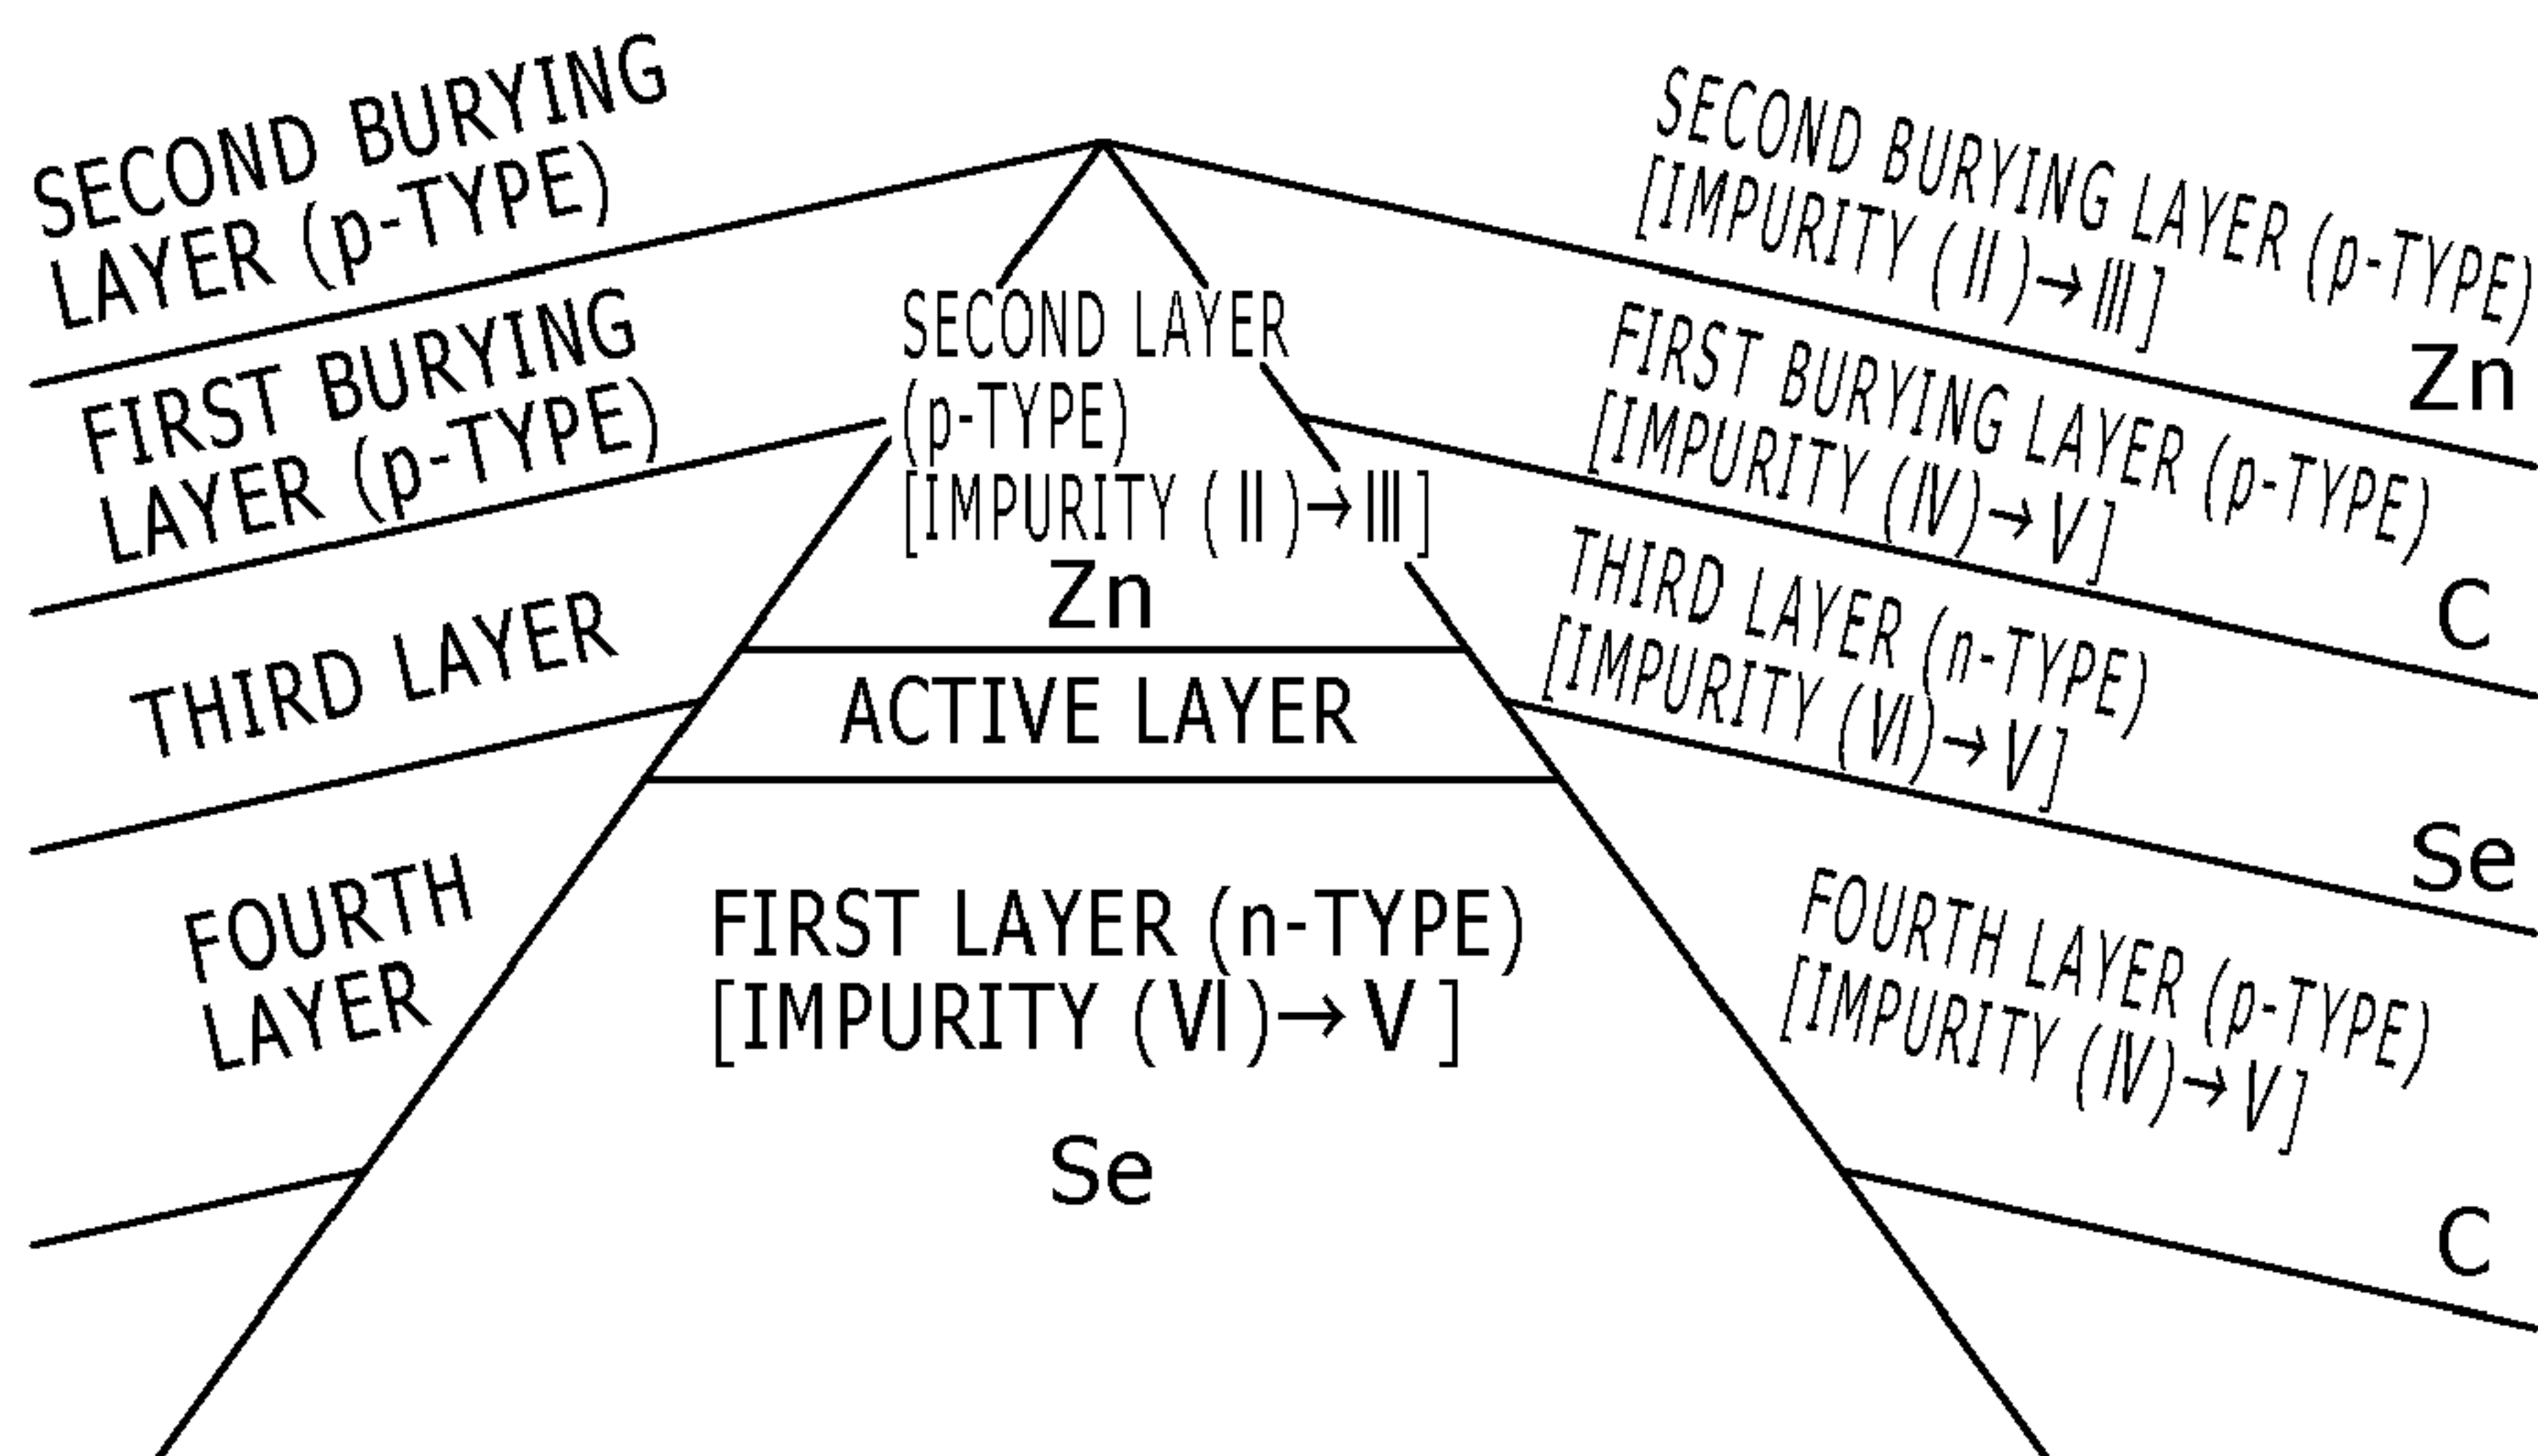 SECOND BURYING
LAYER (p-TYPE)
FIRST BURYING
LAYER (p-TYPE)
THIRD LAYER
FOURTH
LAYER
SECOND LAYER
(p-TYPE)
[IMPURITY (Ⅱ)→Ⅲ]
Zn
ACTIVE LAYER
FIRST LAYER (n-TYPE)
[IMPURITY (Ⅵ)→Ⅴ]
Se
SECOND BURYING LAYER (p-TYPE)
[IMPURITY (Ⅱ)→Ⅲ]
Zn
FIRST BURYING LAYER (p-TYPE)
[IMPURITY (Ⅳ)→Ⅴ]
C
THIRD LAYER (n-TYPE)
[IMPURITY (Ⅵ)→Ⅴ]
Se
FOURTH LAYER (p-TYPE)
[IMPURITY (Ⅳ)→Ⅴ]
C